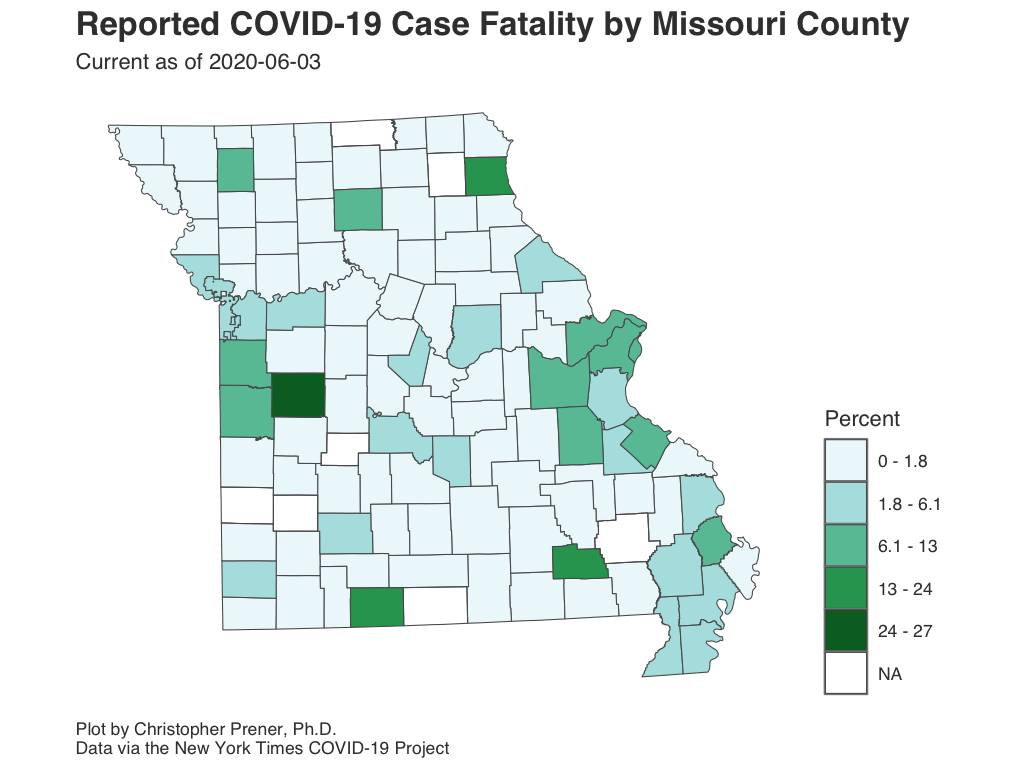 Reported COVID-19 Case Fatality by Missouri County
Current as of 2020-06-03
Percent
0 - 1.8
1.8 - 6.1
6.1 - 13
13 - 24
24 - 27
NA
Plot by Christopher Prener, Ph.D.
Data via the New York Times COVID-19 Project